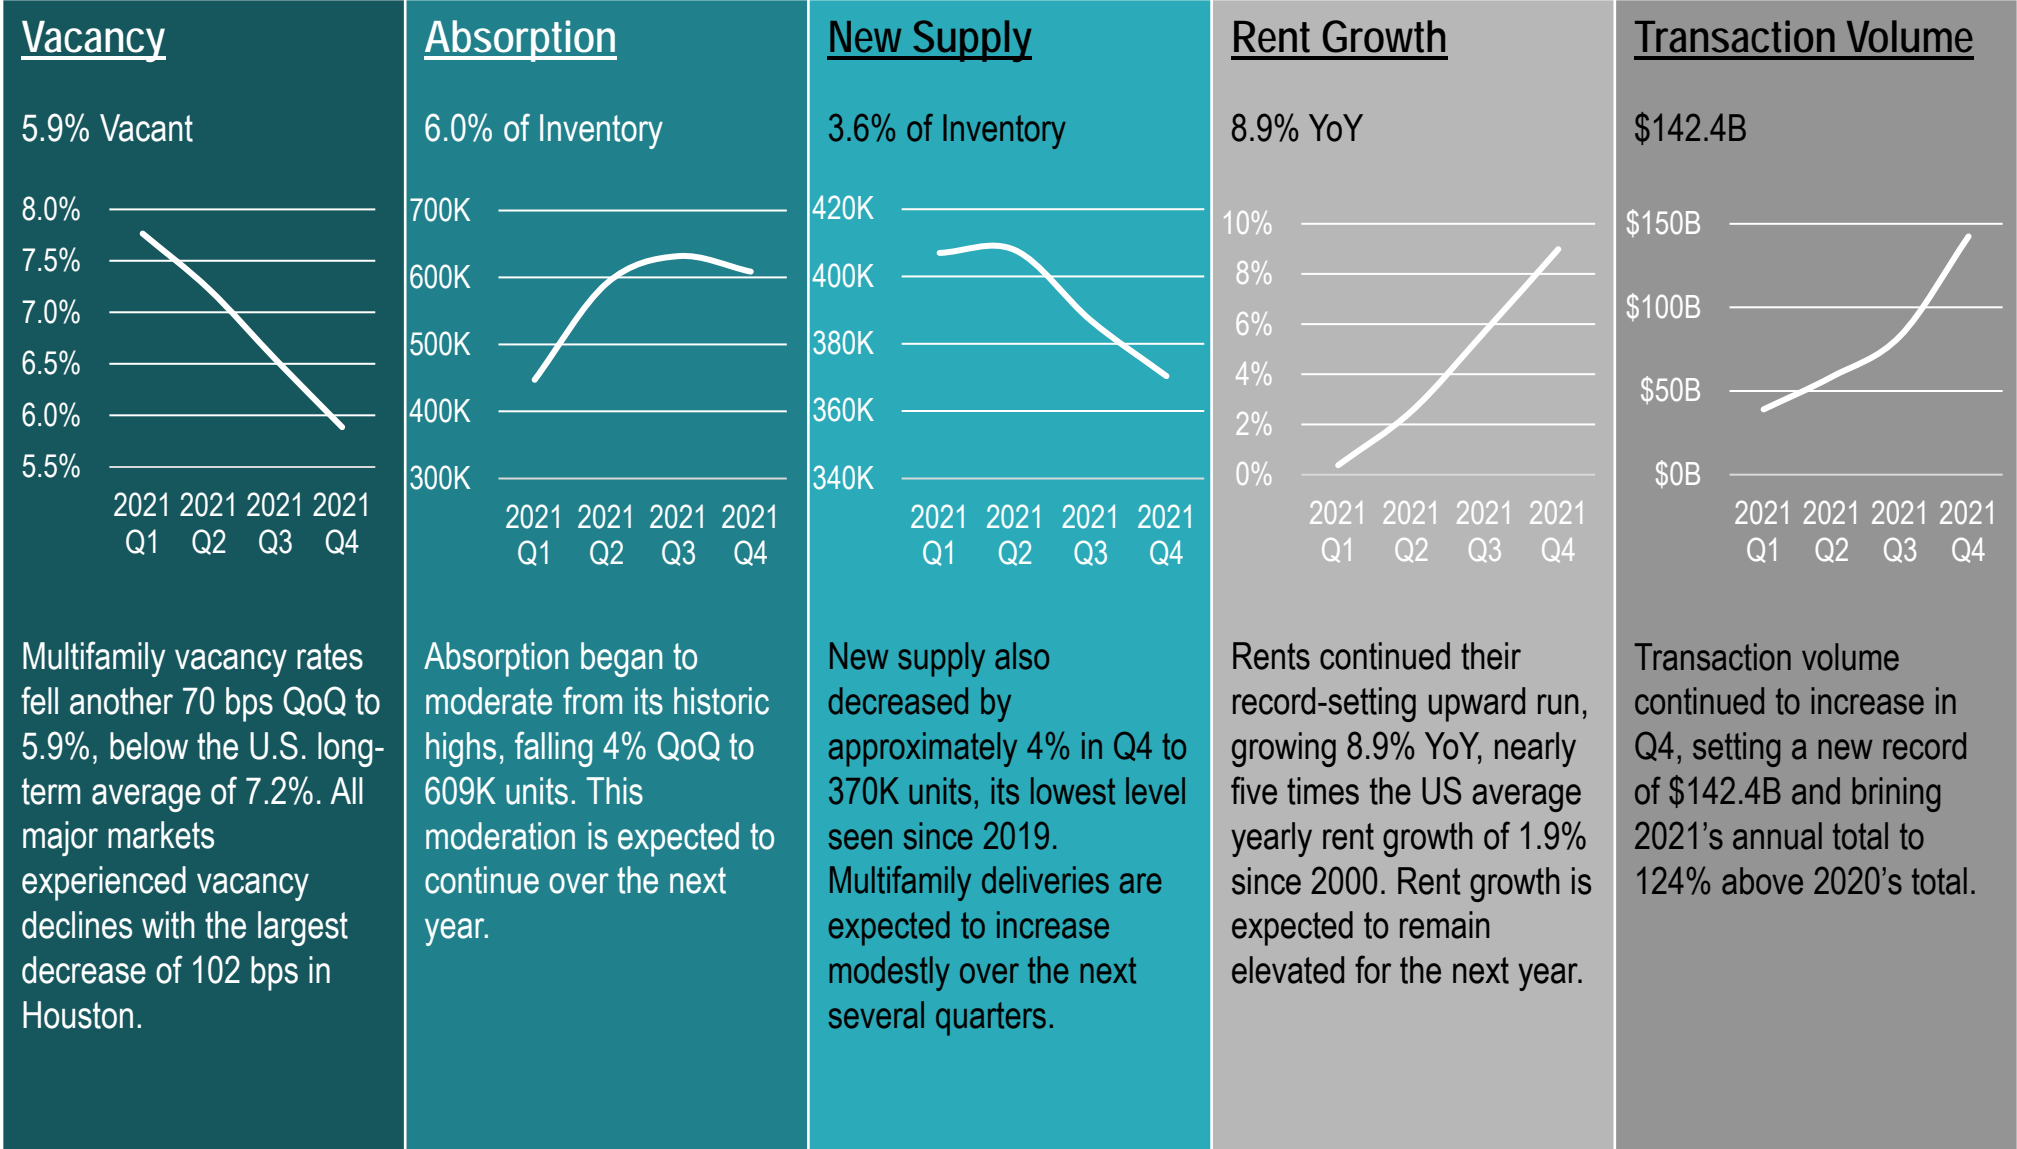 Vacancy
5.9% Vacant
8.0%
7.5%
7.0%
6.5%
6.0%
5.5%
2021 2021 2021 2021
Q1 Q2 Q3 Q4
Multifamily vacancy rates
fell another 70 bps QoQ to
5.9%, below the U.S. long-
term average of 7.2%. All
major markets
experienced vacancy
declines with the largest
decrease of 102 bps in
Houston.
Absorption
6.0% of Inventory
700K
600K
500K
400K
300K
2021 2021 2021 2021
Q1 Q2 Q3 Q4
Absorption began to
moderate from its historic
highs, falling 4% QoQ to
609K units. This
moderation is expected to
continue over the next
year.
New Supply
3.6% of Inventory
420K
400K
380K
360K
340K
2021 2021 2021 2021
Q1 Q2 Q3 Q4
New supply also
decreased by
approximately 4% in Q4 to
370K units, its lowest level
seen since 2019.
Multifamily deliveries are
expected to increase
modestly over the next
several quarters.
Rent Growth
8.9% YoY
10%
8%
6%
4%
2%
0%
2021 2021 2021 2021
Q1 Q2 Q3 Q4
Rents continued their
record-setting upward run,
growing 8.9% YoY, nearly
five times the US average
yearly rent growth of 1.9%
since 2000. Rent growth is
expected to remain
elevated for the next year.
Transaction Volume
$142.4B
$150B
$100B
$50B
$0B
2021 2021 2021 2021
Q1 Q2 Q3 Q4
Transaction volume
continued to increase in
Q4, setting a new record
of $142.4B and brining
2021’s annual total to
124% above 2020’s total.